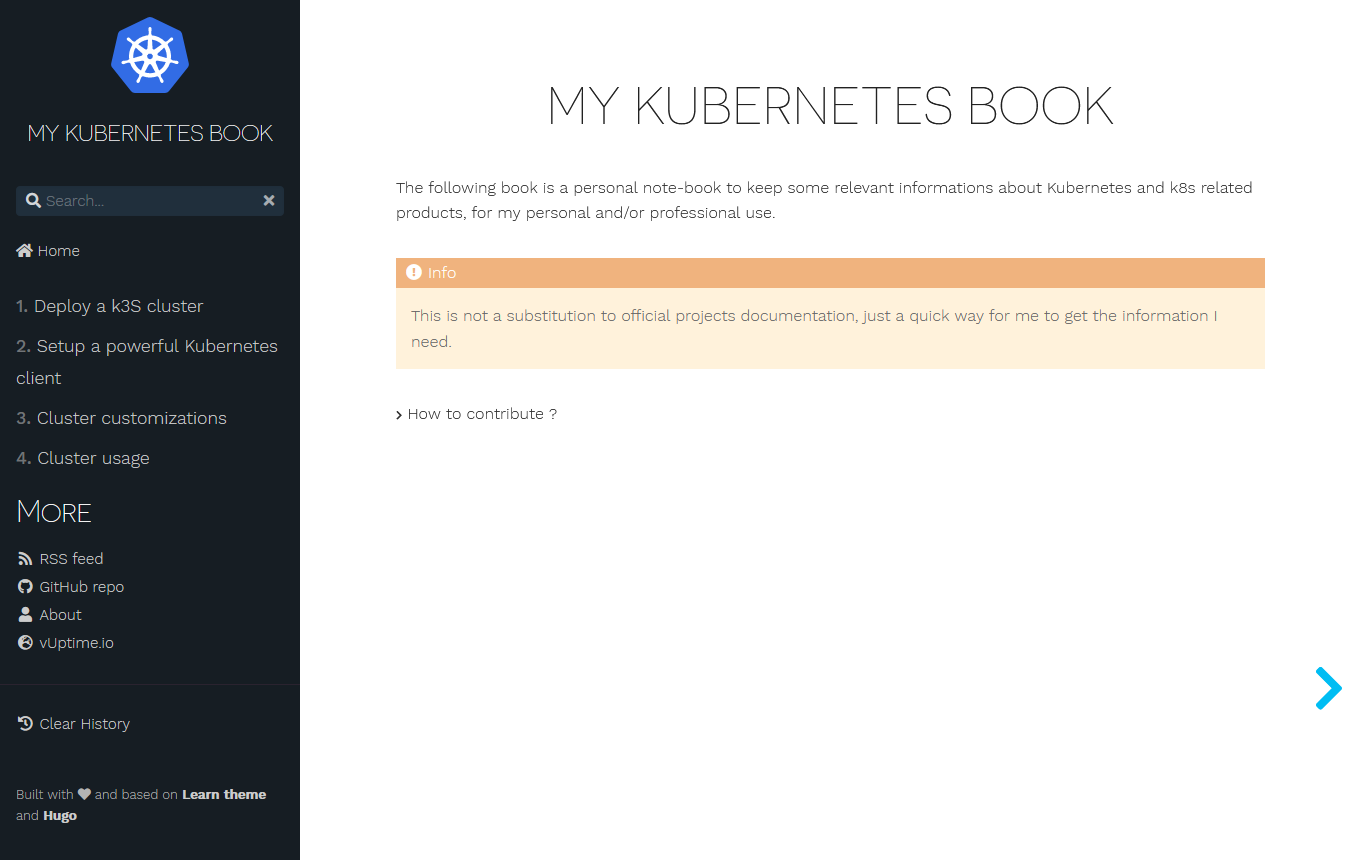 MY KUBERNETES BOOK
Search...
Home
1. Deploy a k3S cluster
2. Setup a powerful Kubernetes
client
3. Cluster customizations
4. Cluster usage
More
RSS feed
GitHub repo
About
vUptime.io
Clear History
Built with and based on Learn theme
and Hugo
MY KUBERNETES BOOK
The following book is a personal note-book to keep some relevant informations about Kubernetes and k8s related
products, for my personal and/or professional use.
Info
This is not a substitution to official projects documentation, just a quick way for me to get the information I
need.
How to contribute ?